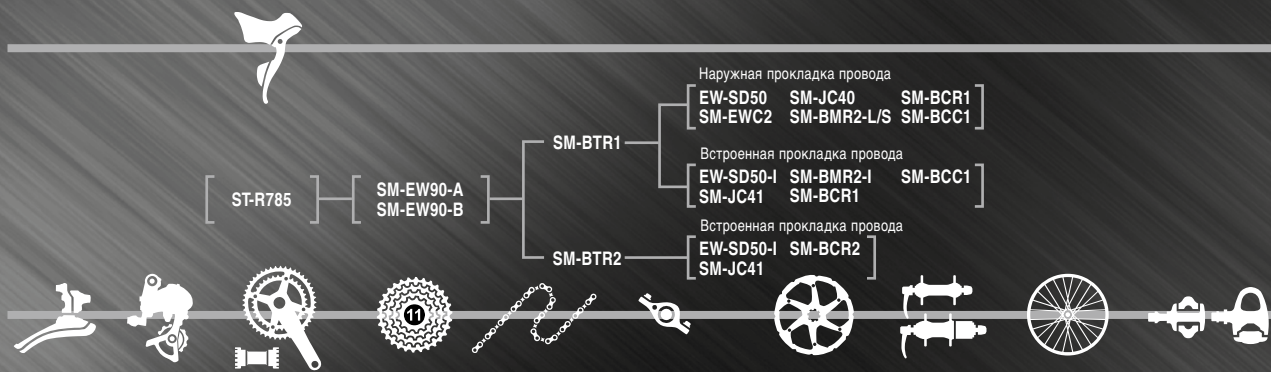 Наружная прокладка провода
EW-SD50 SM-JC40 SM-BCR1
SM-EWC2 SM-BMR2-L/S SM-BCC1
SM-BTR1
Встроенная прокладка провода
EW-SD50-I SM-BMR2-I SM-BCC1
SM-JC41 SM-BCR1
ST-R785
SM-EW90-A
SM-EW90-B
Встроенная прокладка провода
EW-SD50-I SM-BCR2
SM-JC41
SM-BTR2
11